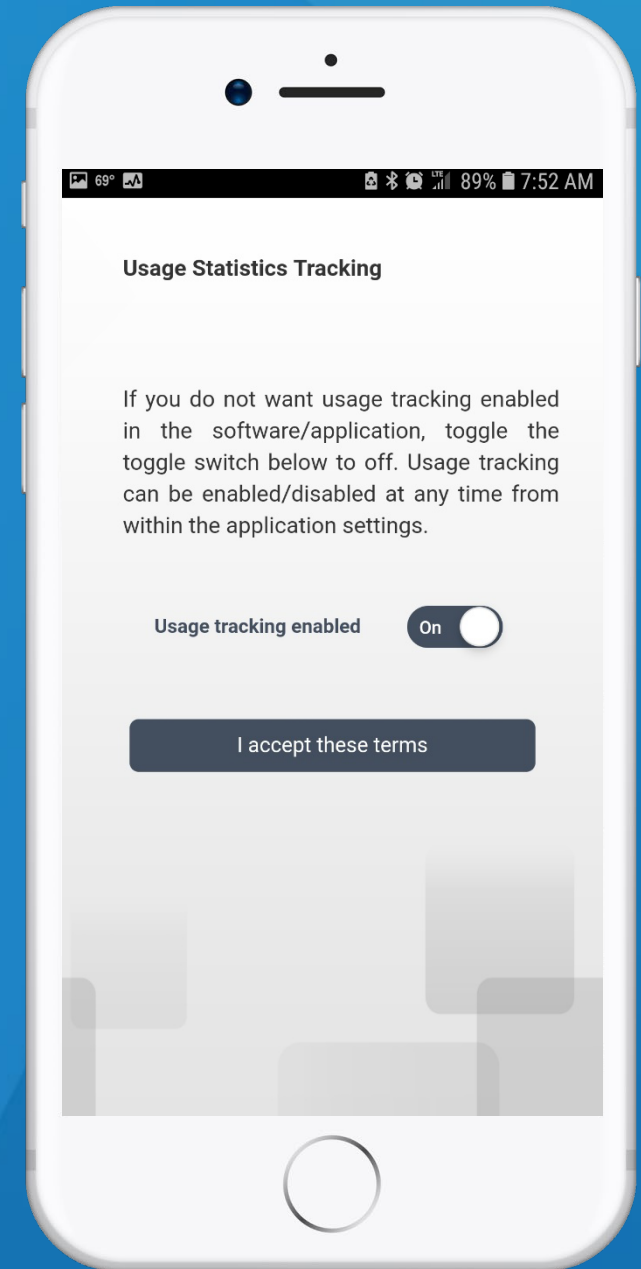 69° LTE 89% 7:52 AM
Usage Statistics Tracking
If you do not want usage tracking enabled
in the software/application, toggle the
toggle switch below to off. Usage tracking
can be enabled/disabled at any time from
within the application settings.
Usage tracking enabled On
I accept these terms